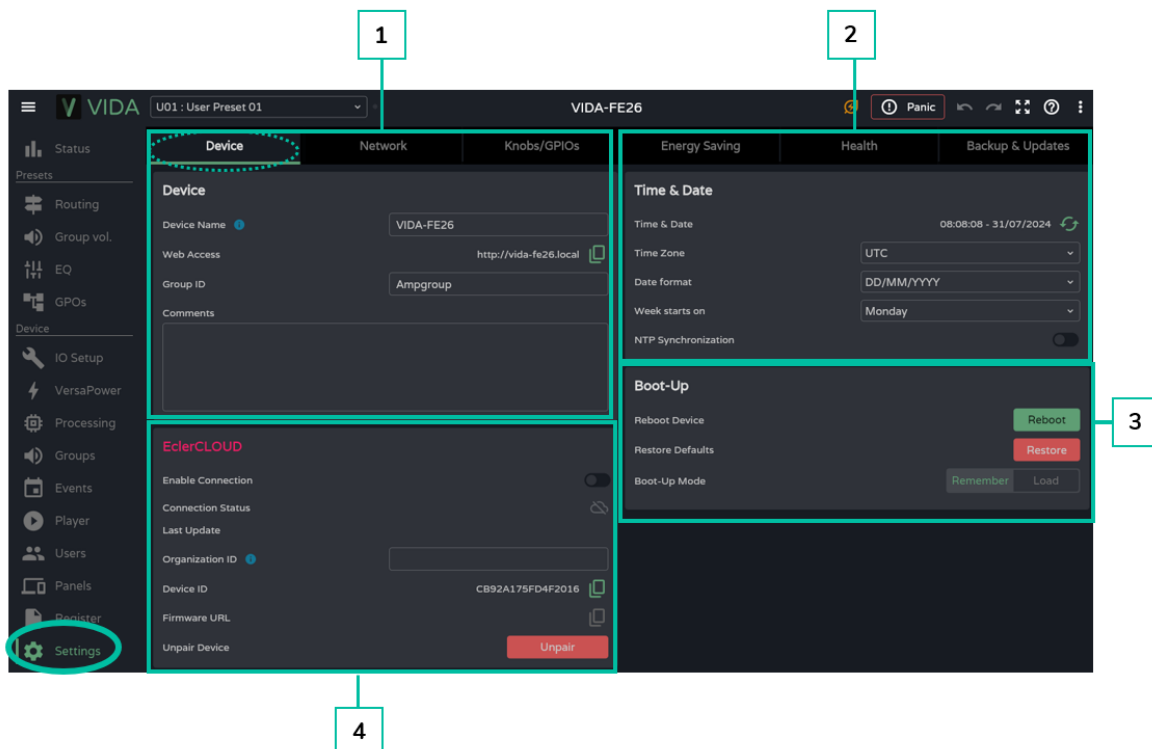 1
2
VIDA
U01 : User Preset 01
VIDA-FE26
Panic
Status
Presets
Routing
Group vol.
EQ
GPOs
Device
IO Setup
VersaPower
Processing
Groups
Events
Player
Users
Panels
Register
Settings
Device Network Knobs/GPIOs Energy Saving Health Backup & Updates
Device
Device Name VIDA-FE26
Web Access http://vida-fe26.local
Group ID Ampgroup
Comments
Time & Date
Time & Date 08:08:08 - 31/07/2024
Time Zone UTC
Date format DD/MM/YYYY
Week starts on Monday
NTP Synchronization
Boot-Up
Reboot Device Reboot
Restore Defaults Restore
Boot-Up Mode Remember Load
3
EclerCLOUD
Enable Connection
Connection Status
Last Update
Organization ID
Device ID CB92A175FD4F2016
Firmware URL
Unpair Device Unpair
4